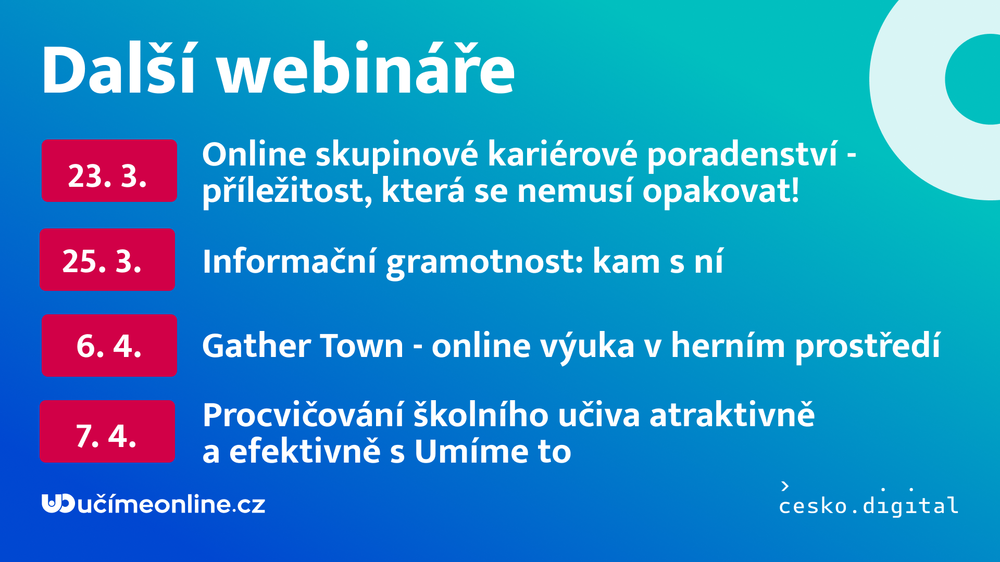 Další webináře
23. 3.
Online skupinové kariérové poradenství -
příležitost, která se nemusí opakovat!
25. 3.
Informační gramotnost: kam s ní
6. 4.
Gather Town - online výuka v herním prostředí
7. 4.
Procvičování školního učiva atraktivně
a efektivně s Umíme to
učímeonline.cz
cesko.digital